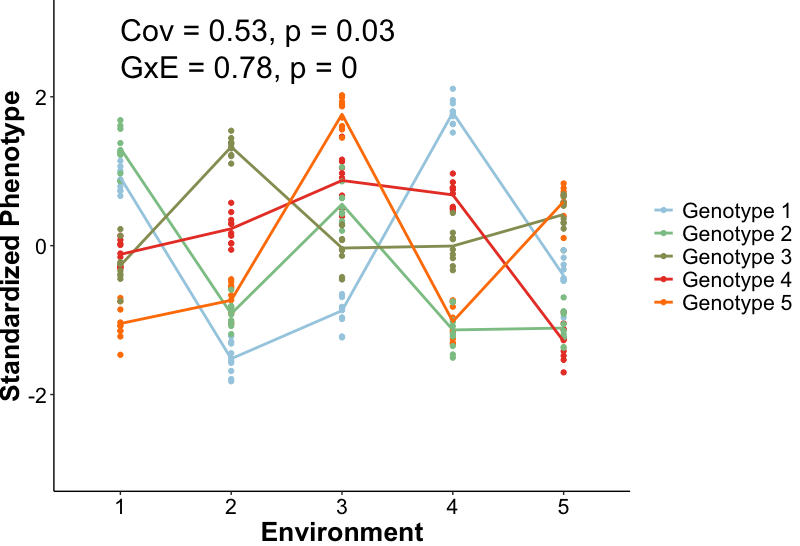 Cov = 0.53, p = 0.03
GxE = 0.78, p = 0
Standardized Phenotype
2
0
-2
1 2 3 4 5
Environment
Genotype 1
Genotype 2
Genotype 3
Genotype 4
Genotype 5